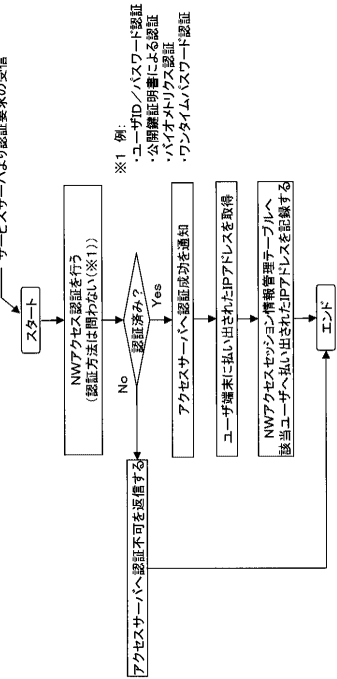 サービスサーバより認証要求の受信
スタート
NWアクセス認証を行う
(認証方法は問わない(※1))
※1 例:
・ユーザID/パスワード認証
・公開鍵証明書による認証
・バイオメトリクス認証
・ワンタイムパスワード認証
認証済み?
No
Yes
アクセスサーバへ認証不可を返信する
アクセスサーバへ認証成功を通知
ユーザ端末に払い出されたIPアドレスを取得
NWアクセスセッション情報管理テーブルへ
該当ユーザへ払い出されたIPアドレスを記録する
エンド